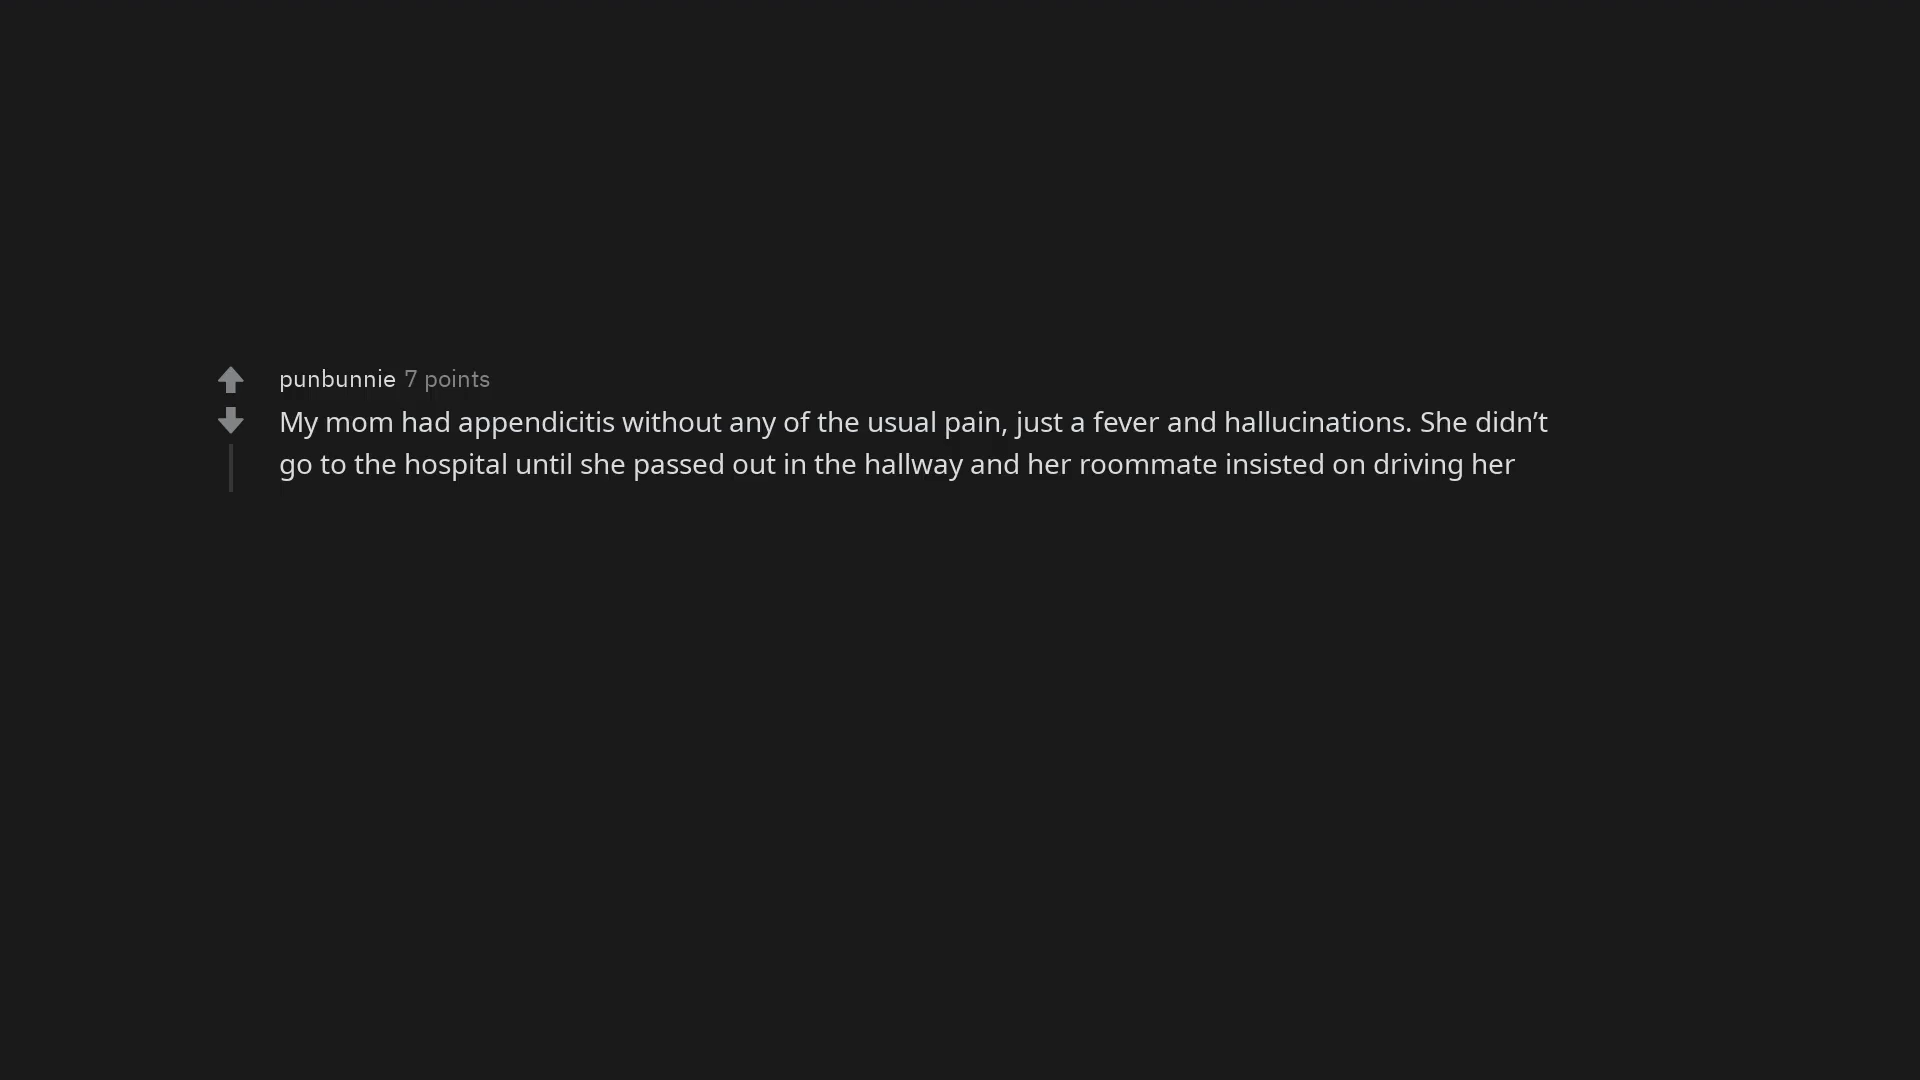 punbunnie 7 points
My mom had appendicitis without any of the usual pain, just a fever and hallucinations. She didn’t
go to the hospital until she passed out in the hallway and her roommate insisted on driving her